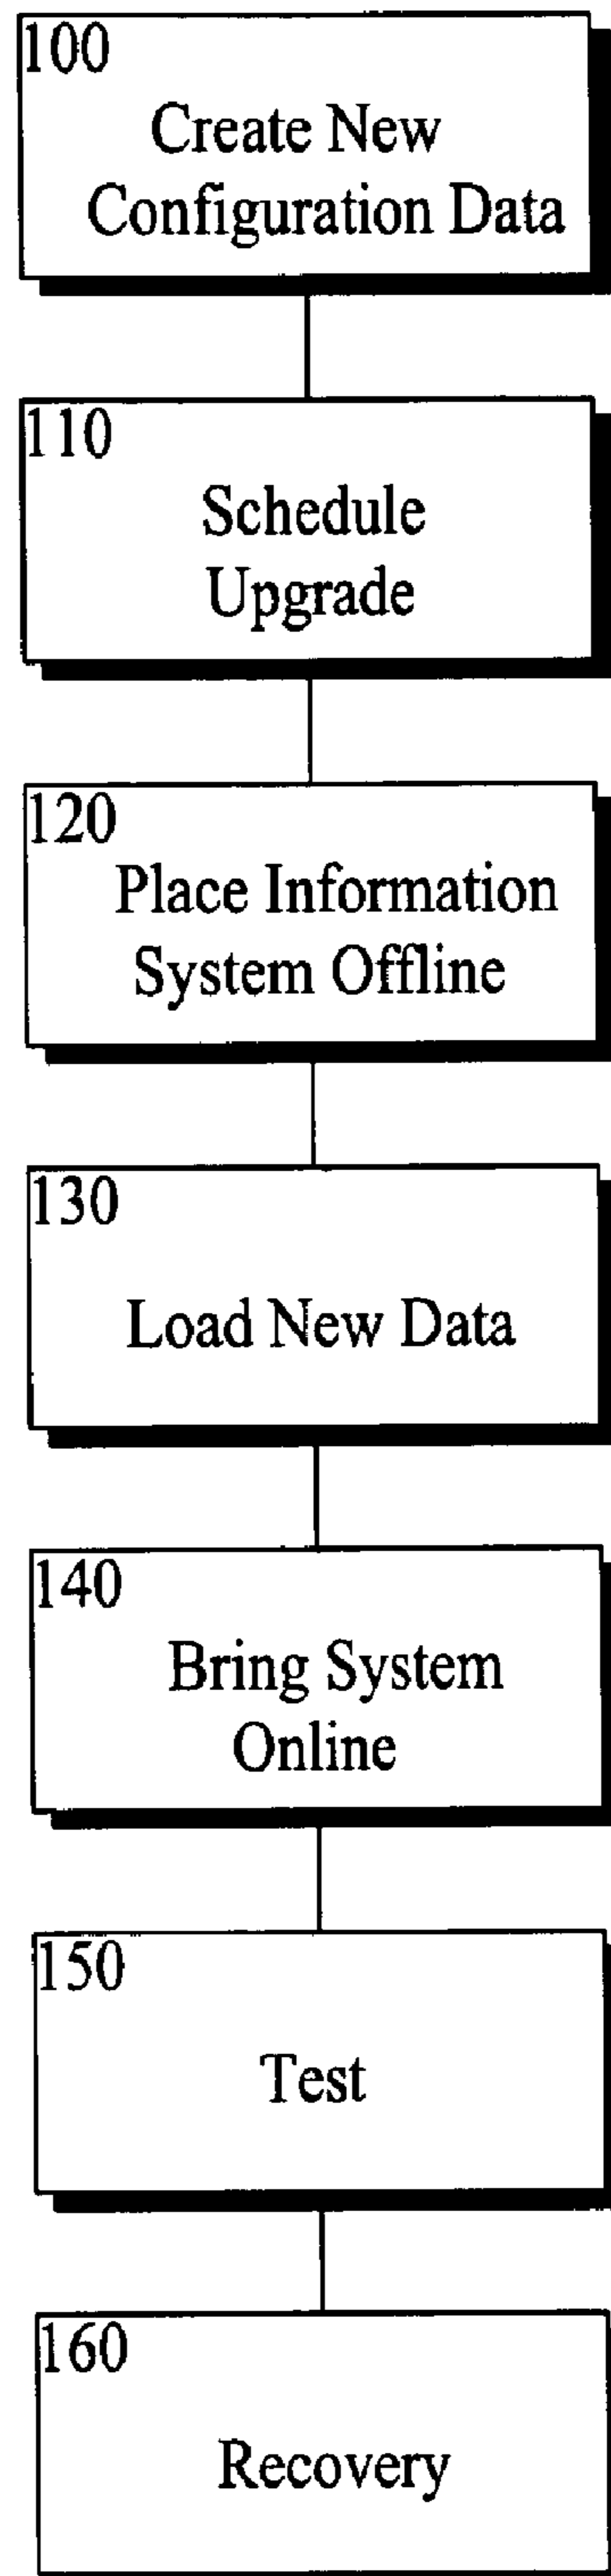 100
Create New
Configuration Data
110
Schedule
Upgrade
120
Place Information
System Offline
130
Load New Data
140
Bring System
Online
150
Test
160
Recovery